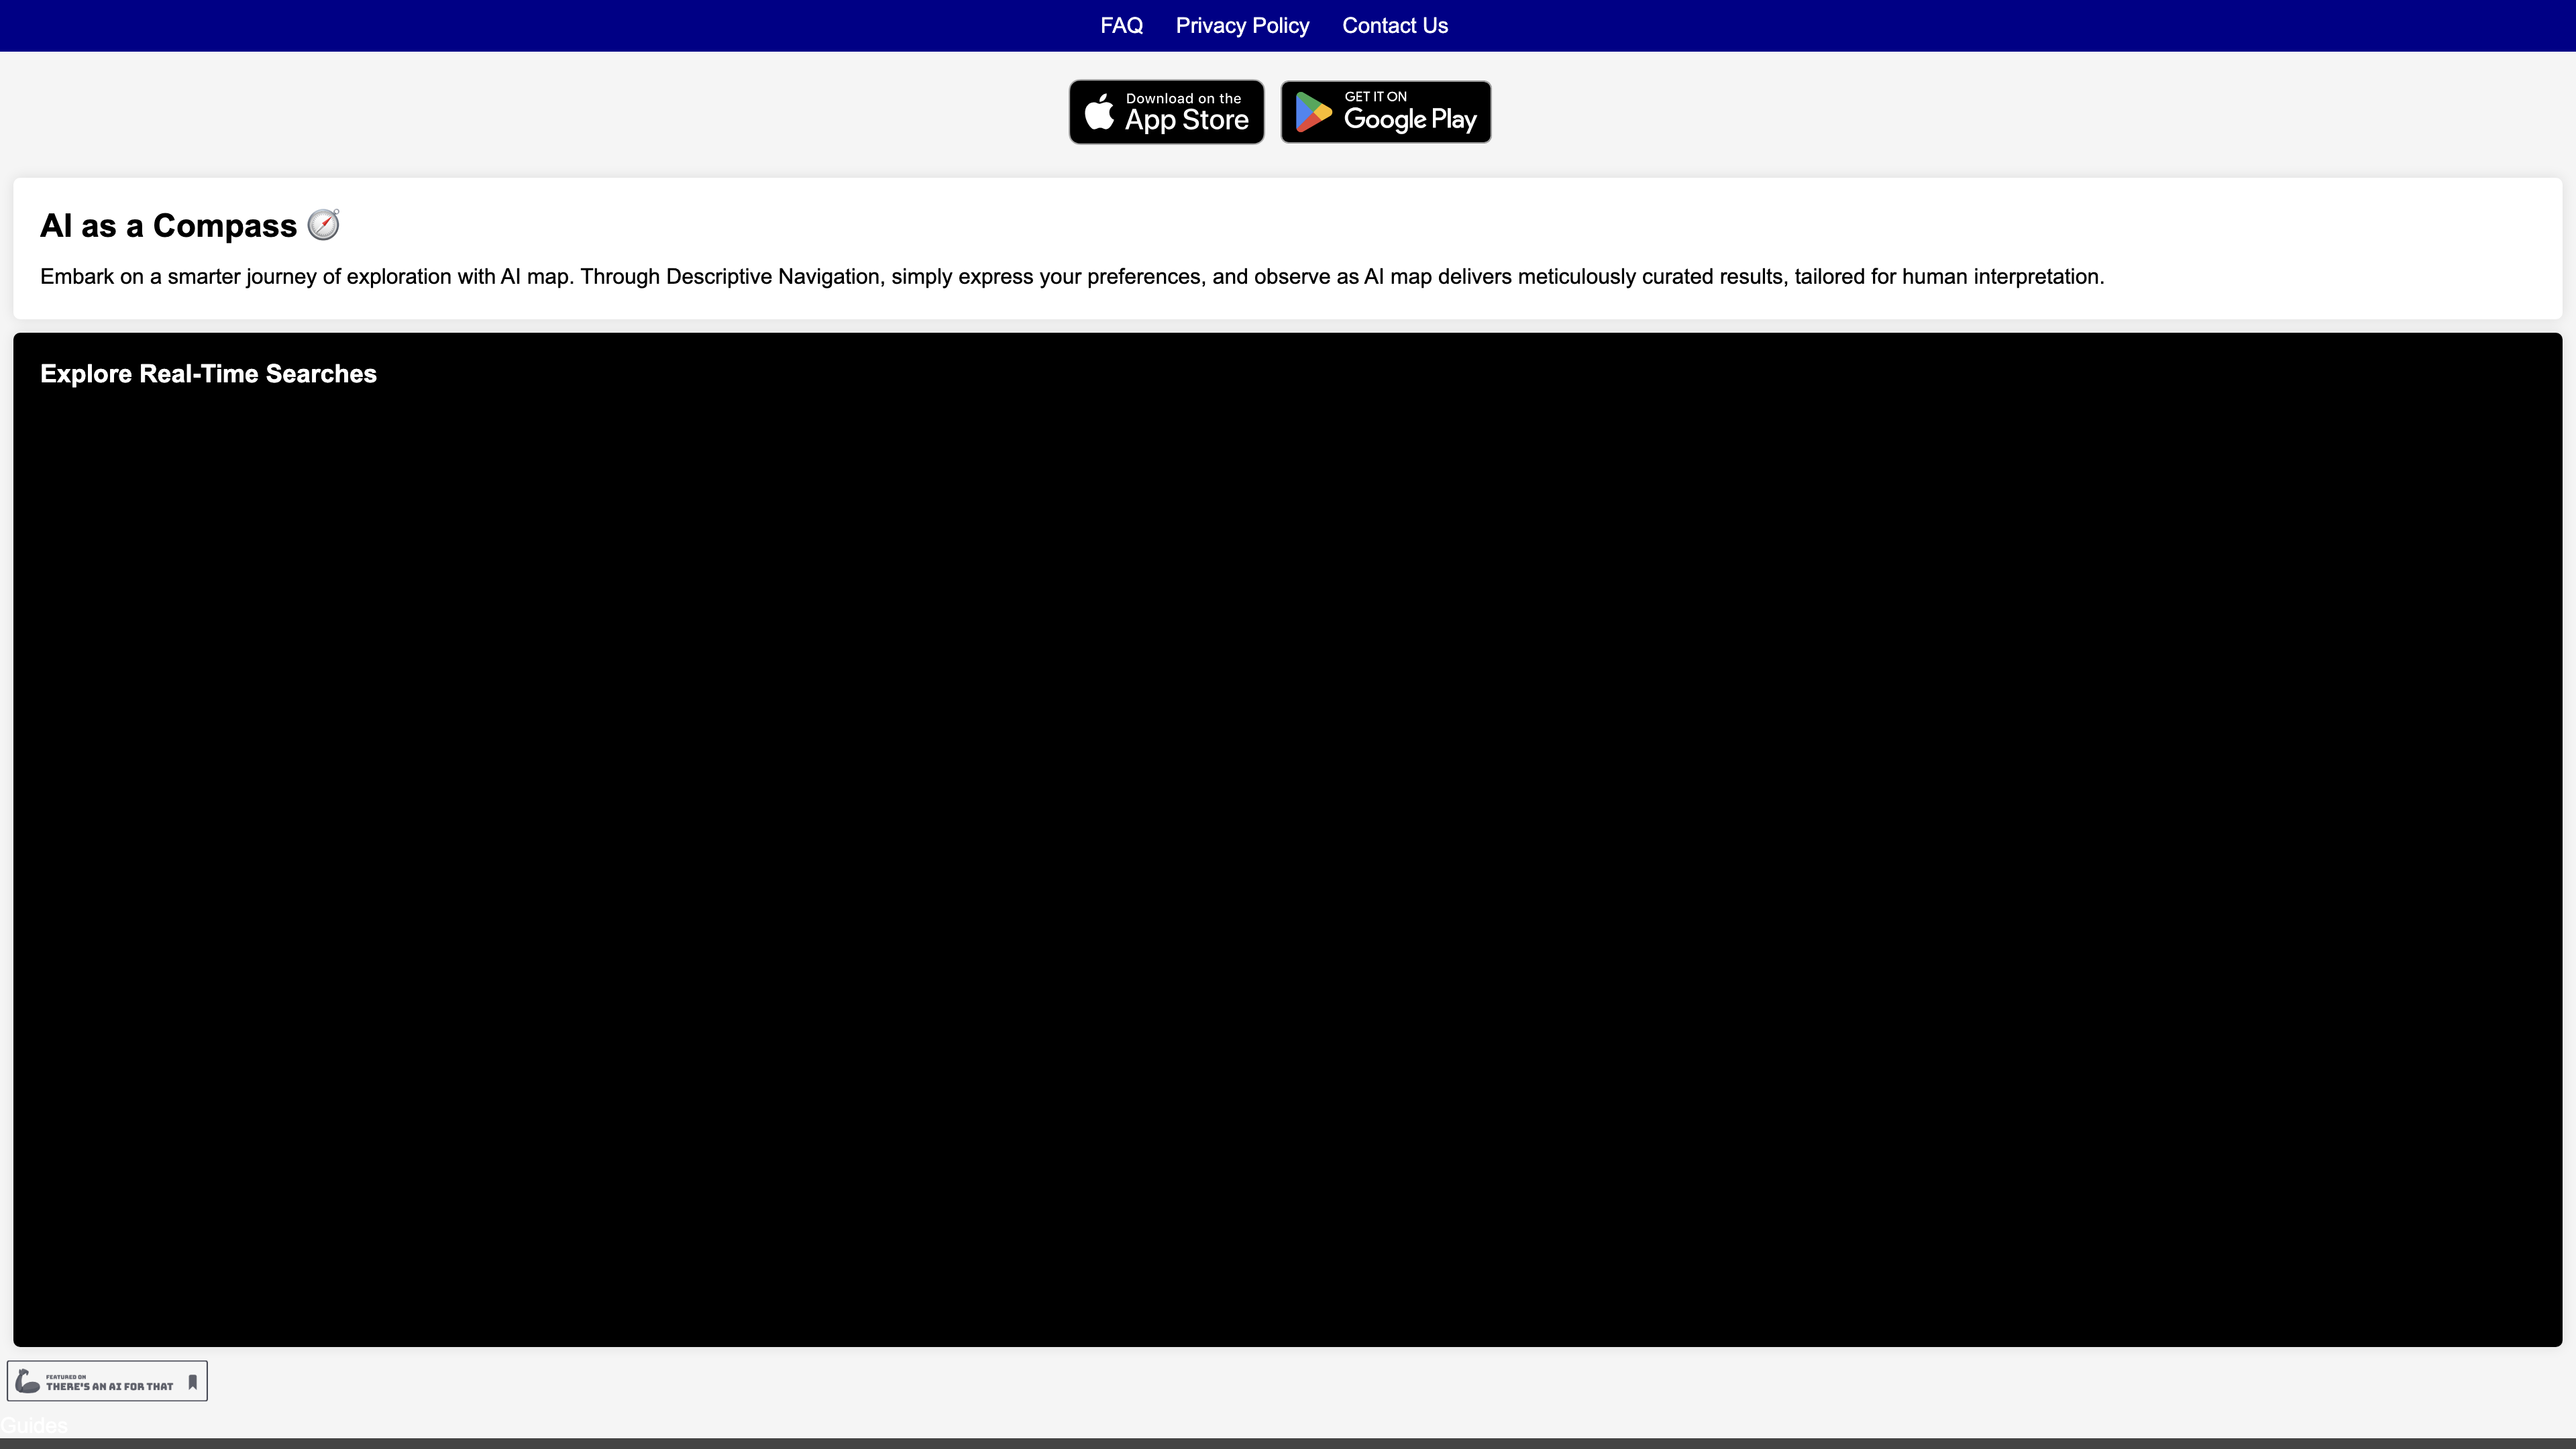 FAQ Privacy Policy Contact Us
Download on the
App Store
GET IT ON
Google Play
AI as a Compass 🧭
Embark on a smarter journey of exploration with AI map. Through Descriptive Navigation, simply express your preferences, and observe as AI map delivers meticulously curated results, tailored for human interpretation.
Explore Real-Time Searches
FEATURED ON
THERE'S AN AI FOR THAT
Guides